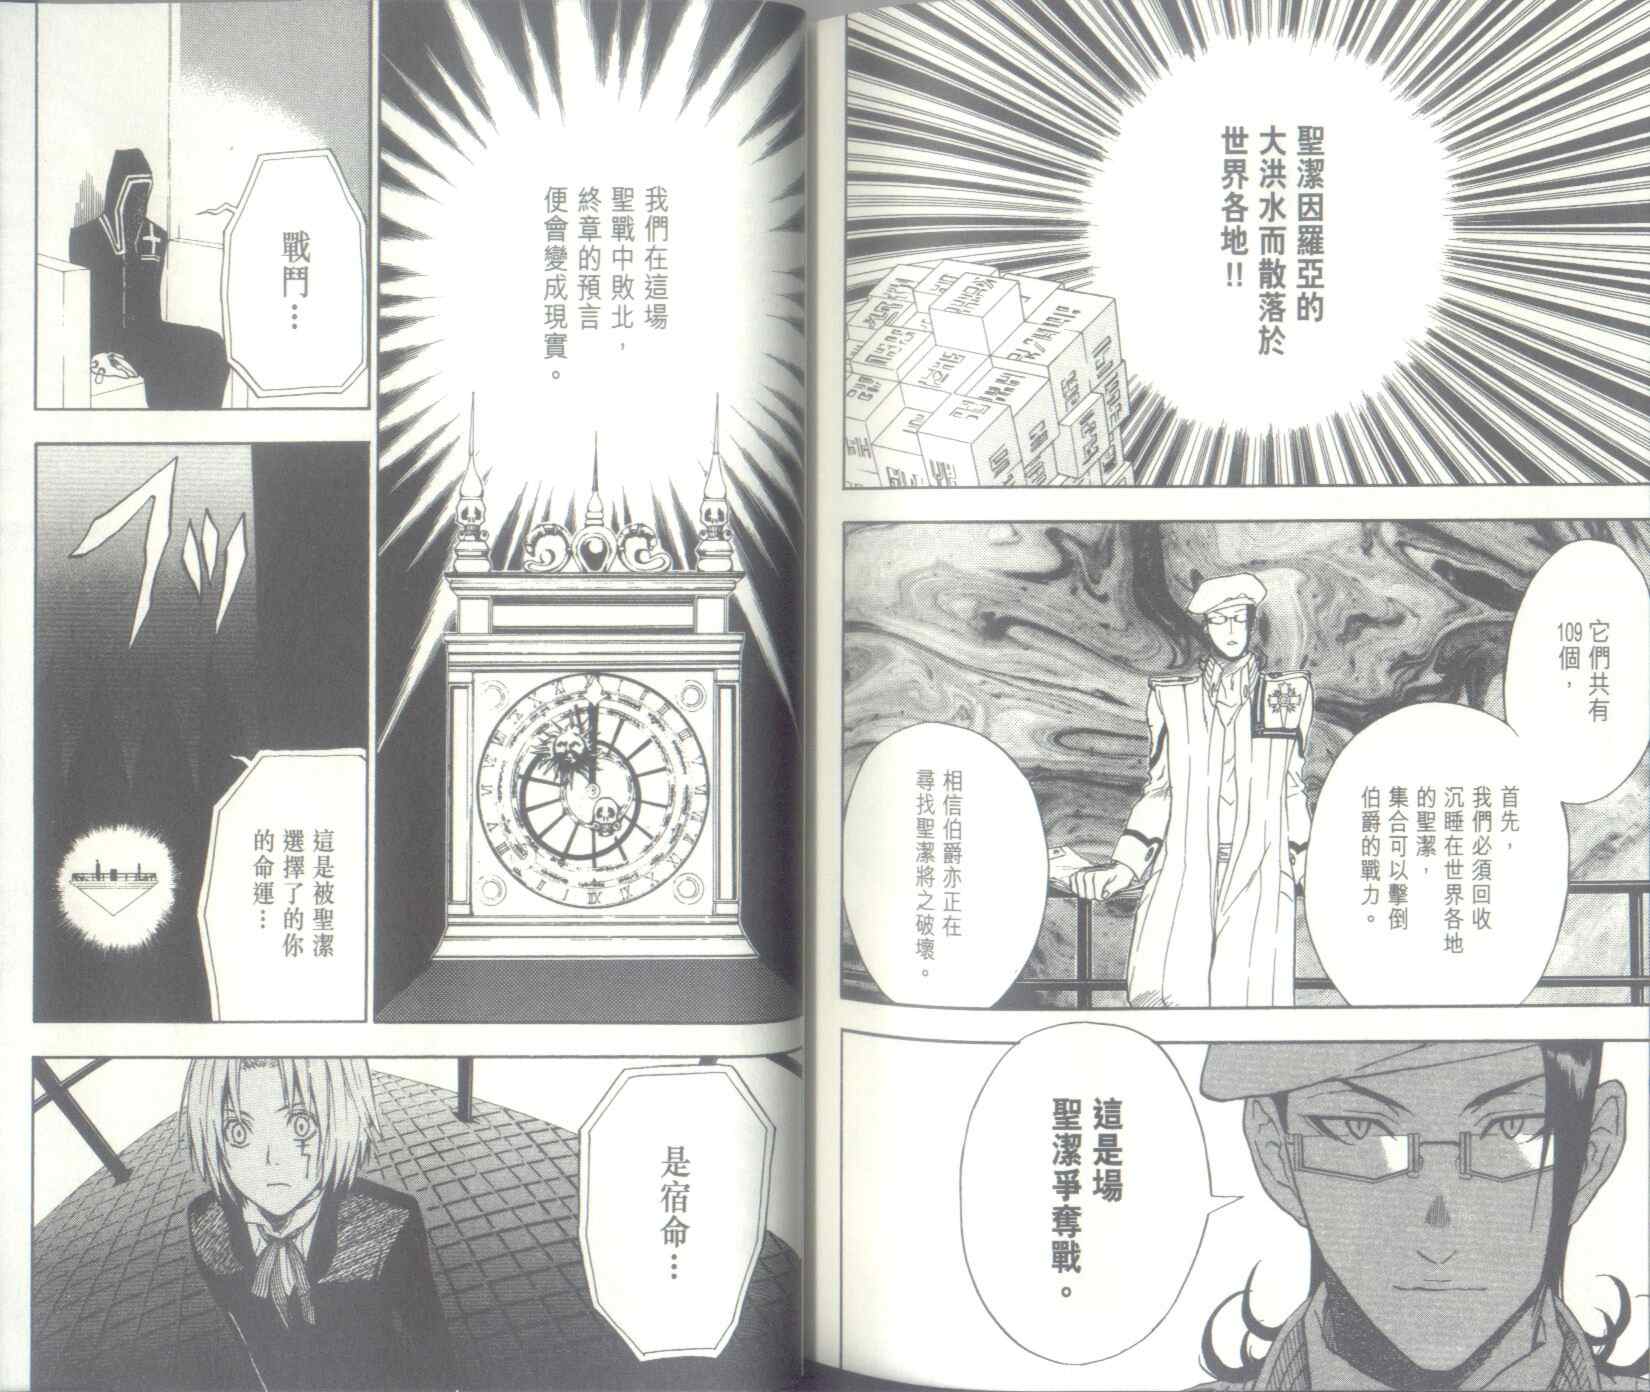 聖潔因羅亞的
大洪水而散落於
世界各地!!
它們共有
109個，
首先，
我們必須回收
沉睡在世界各地
的聖潔，
集合可以擊倒
伯爵的戰力。
相信伯爵亦正在
尋找聖潔將之破壞。
這是場
聖潔爭奪戰。
我們在這場
聖戰中敗北，
終章的預言
便會變成現實。
戰鬥…
フッ
這是被聖潔
選擇了的你
的命運…
是宿命…